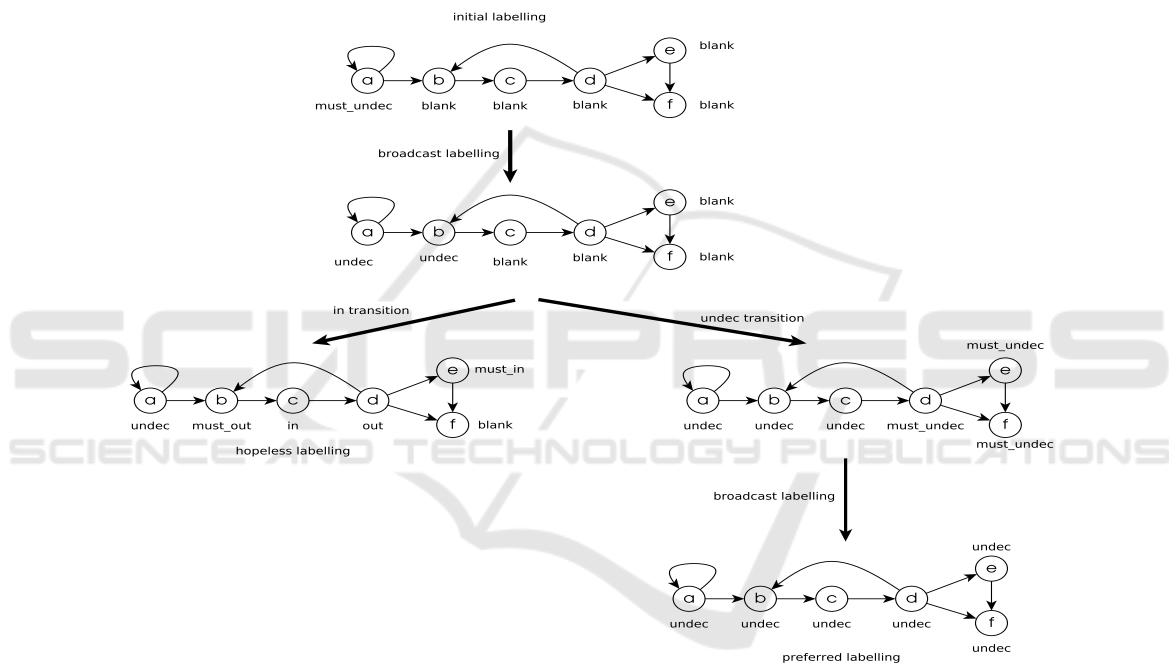 initial labelling
e blank
a b c d
must_undec blank blank blank f blank
broadcast labelling
e blank
a b c d
undec undec blank blank f blank
in transition
undec transition
e must_in
a b c d
undec must_out in out f blank
hopeless labelling
must_undec
e
a b c d
undec undec undec must_undec f
must_undec
broadcast labelling
undec
e
a b c d
undec undec undec undec f
undec
preferred labelling
SCITEPRESS
SCIENCE AND TECHNOLOGY PUBLICATIONS